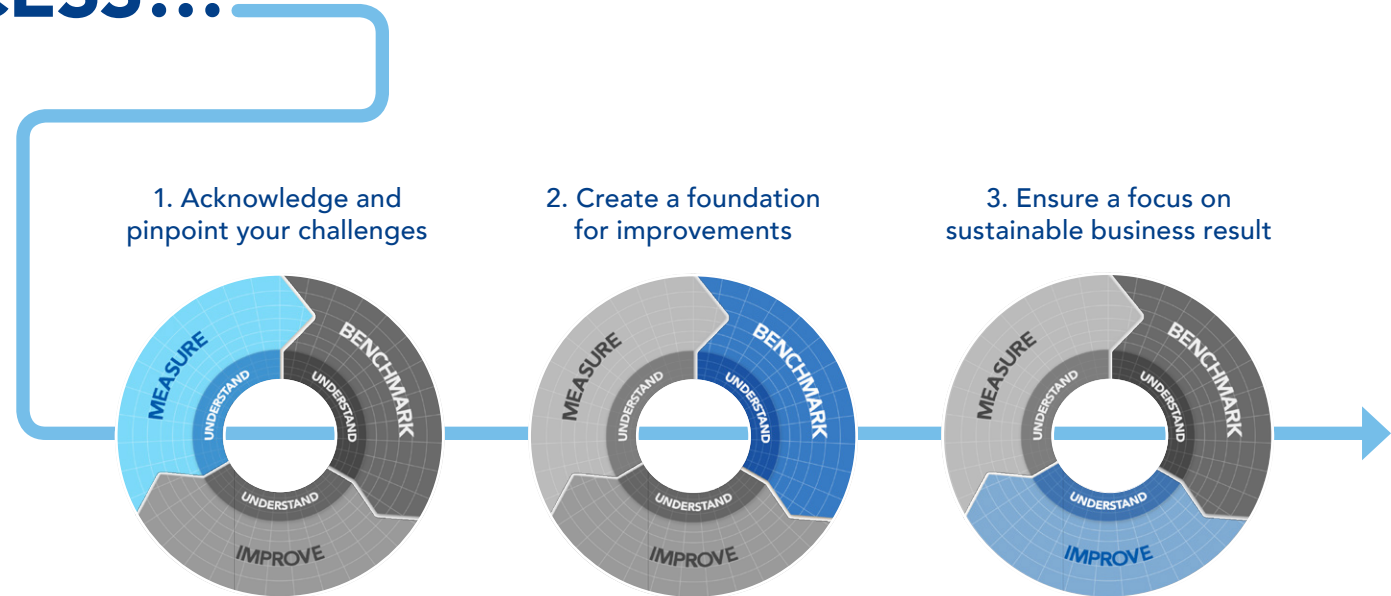 1. Acknowledge and
pinpoint your challenges
2. Create a foundation
for improvements
3. Ensure a focus on
sustainable business result
MEASURE
BENCHMARK
UNDERSTAND
UNDERSTAND
UNDERSTAND
IMPROVE
MEASURE
BENCHMARK
UNDERSTAND
UNDERSTAND
UNDERSTAND
IMPROVE
MEASURE
BENCHMARK
UNDERSTAND
UNDERSTAND
UNDERSTAND
IMPROVE